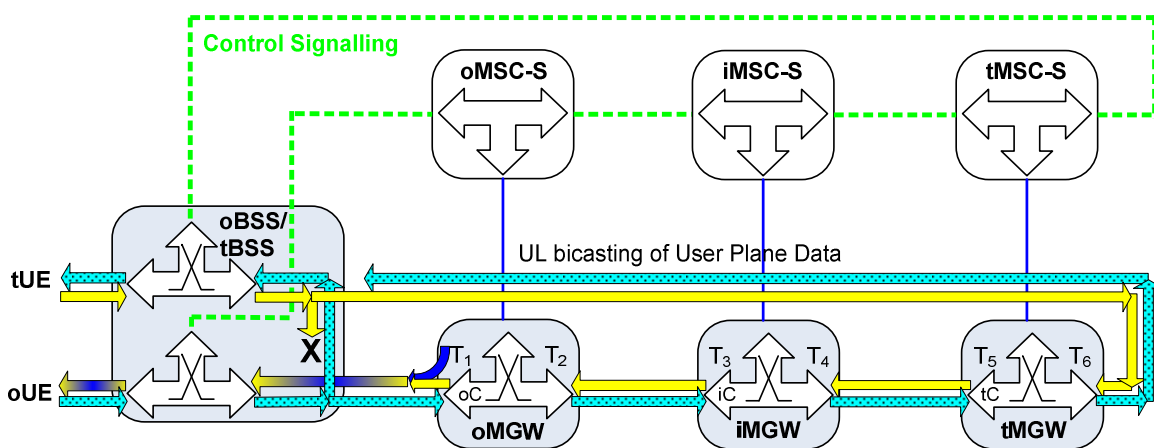 Control Signalling
oMSC-S
iMSC-S
tMSC-S
oBSS/
tBSS
UL bicasting of User Plane Data
tUE
X
T1
T2
T3
T4
T5
T6
oUE
oC
iC
tC
oMGW
iMGW
tMGW